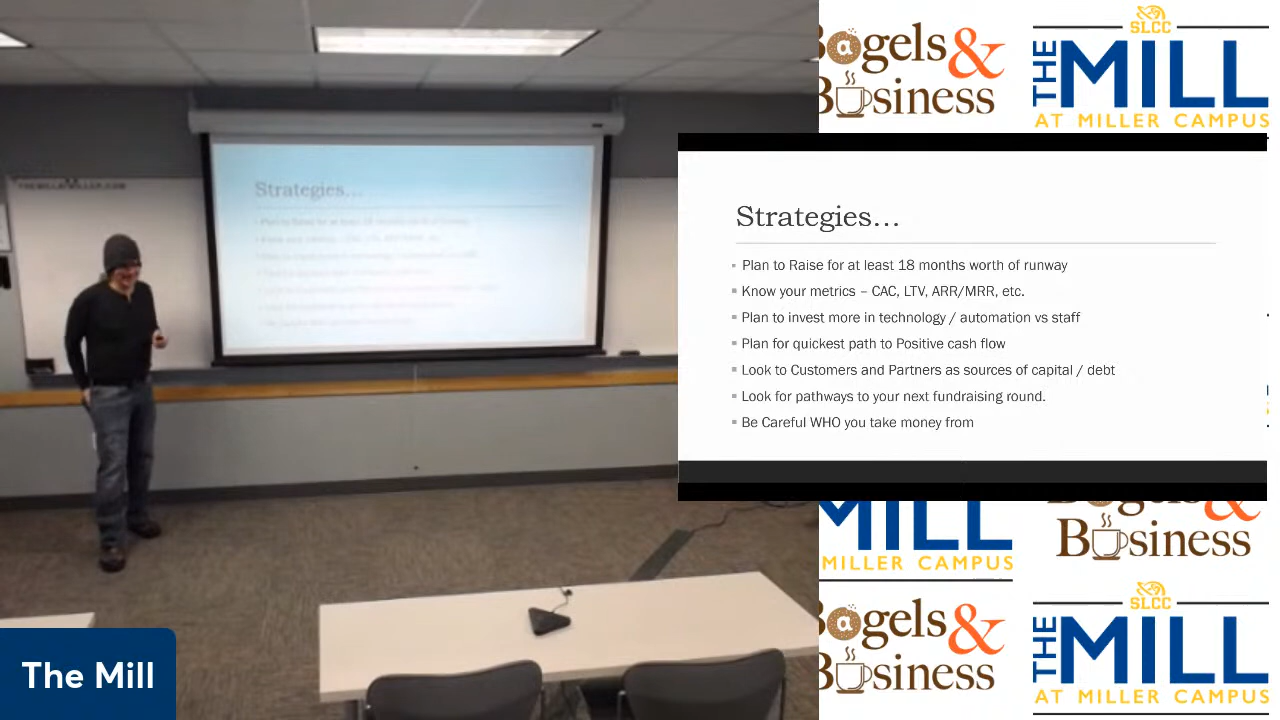 Bagels &
Business
SLCC
THE MILL
AT MILLER CAMPUS
THEMILLATMILLER.COM
Strategies...
Strategies...
▪ Plan to Raise for at least 18 months worth of runway
▪ Know your metrics – CAC, LTV, ARR/MRR, etc.
▪ Plan to invest more in technology / automation vs staff
▪ Plan for quickest path to Positive cash flow
▪ Look to Customers and Partners as sources of capital / debt
▪ Look for pathways to your next fundraising round.
▪ Be Careful WHO you take money from
MILL
MILLER CAMPUS
Bagels &
Business
Bagels &
Business
SLCC
THE MILL
AT MILLER CAMPUS
The Mill